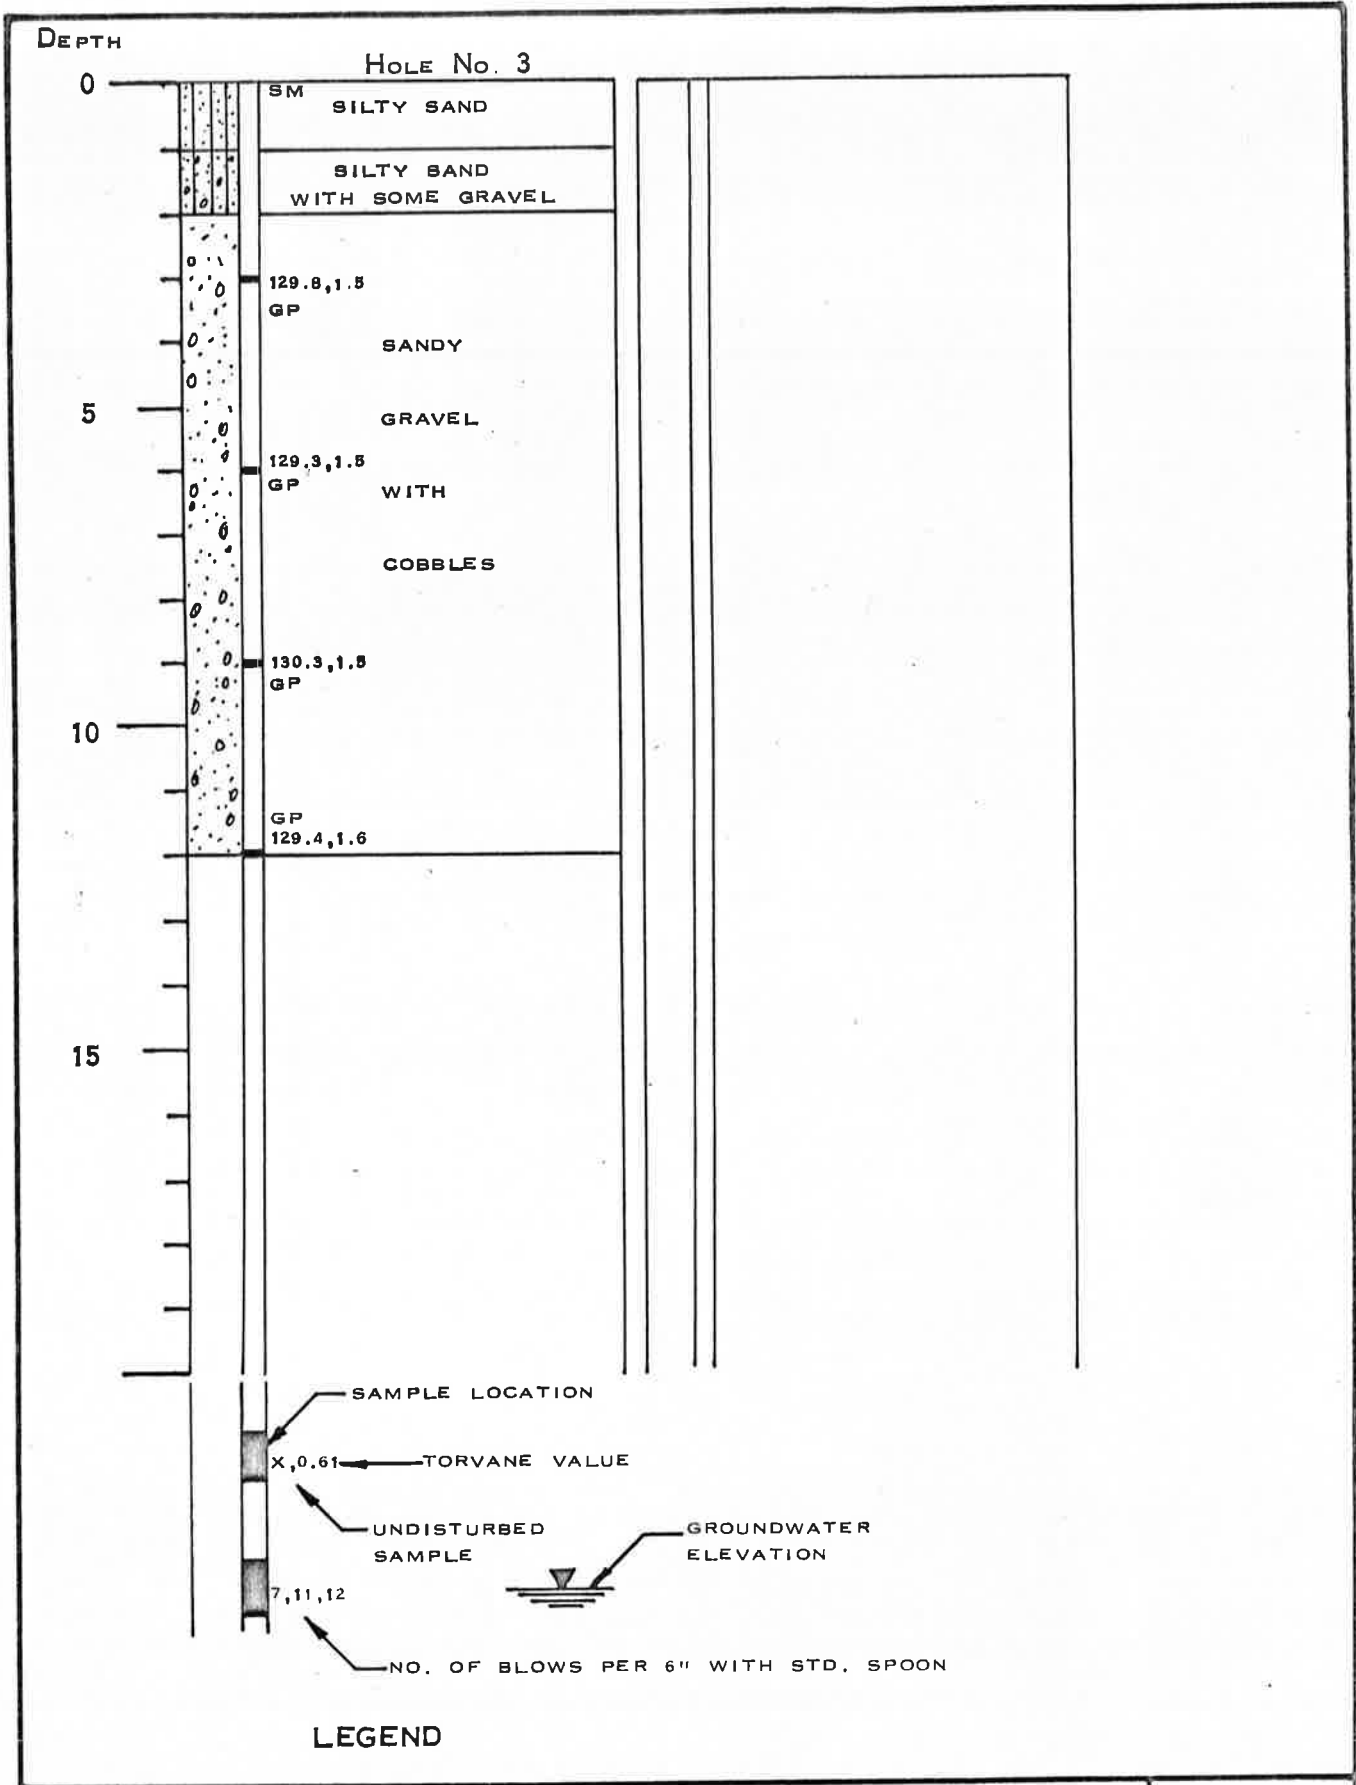 DEPTH
HOLE NO. 3
0
SM
SILTY SAND
SILTY SAND
WITH SOME GRAVEL
129.8,1.5
GP
SANDY
5
GRAVEL
129.3,1.5
GP
WITH
COBBLES
130.3,1.5
GP
10
GP
129.4,1.6
15
SAMPLE LOCATION
X,0.61
TORVANE VALUE
UNDISTURBED
SAMPLE
GROUNDWATER
ELEVATION
7,11,12
NO. OF BLOWS PER 6" WITH STD. SPOON
LEGEND